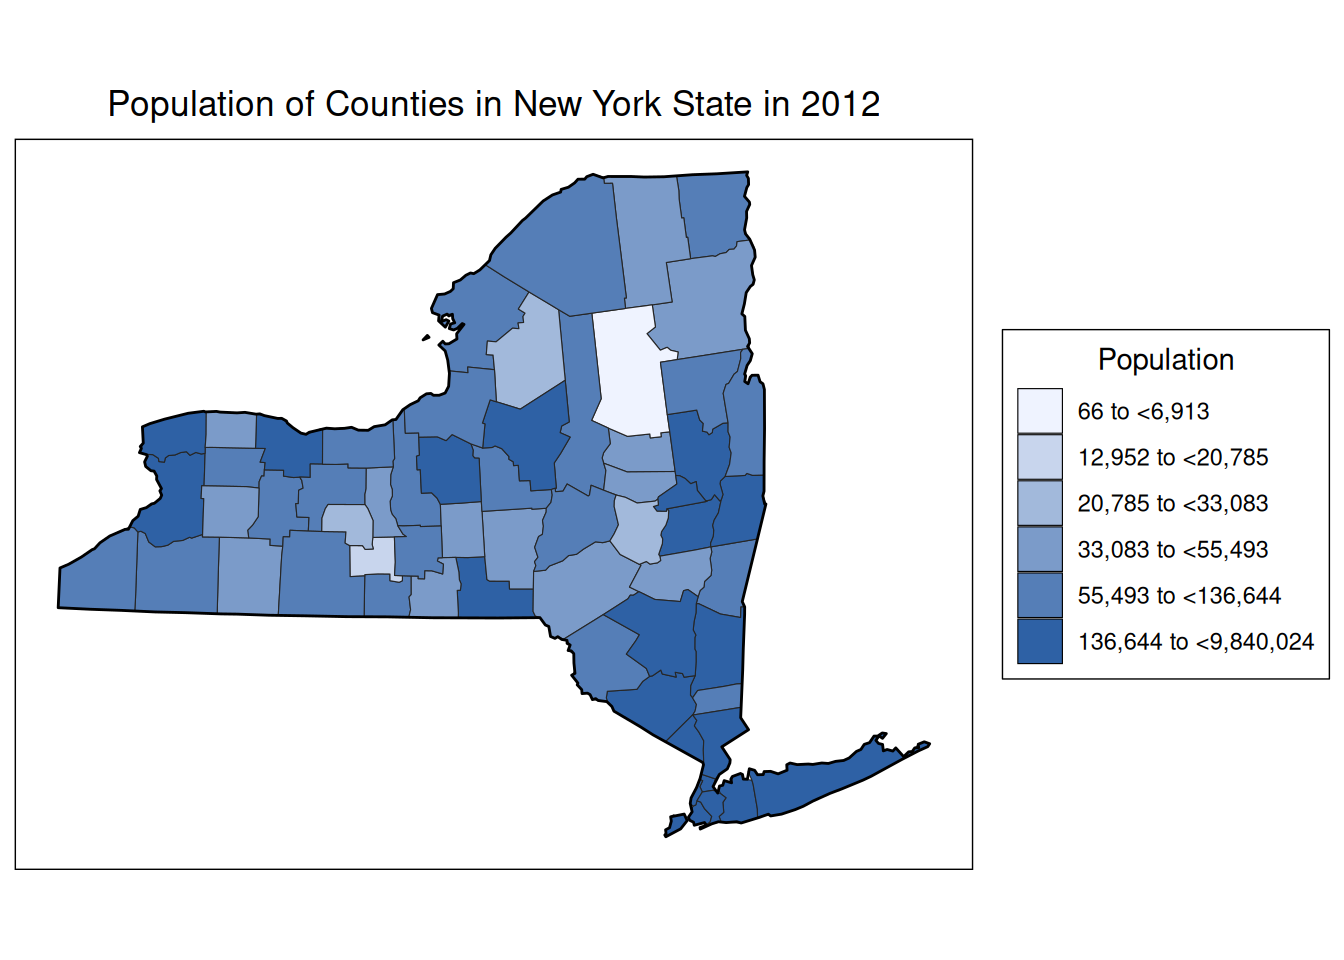 Population of Counties in New York State in 2012
Population
66 to <6,913
12,952 to <20,785
20,785 to <33,083
33,083 to <55,493
55,493 to <136,644
136,644 to <9,840,024